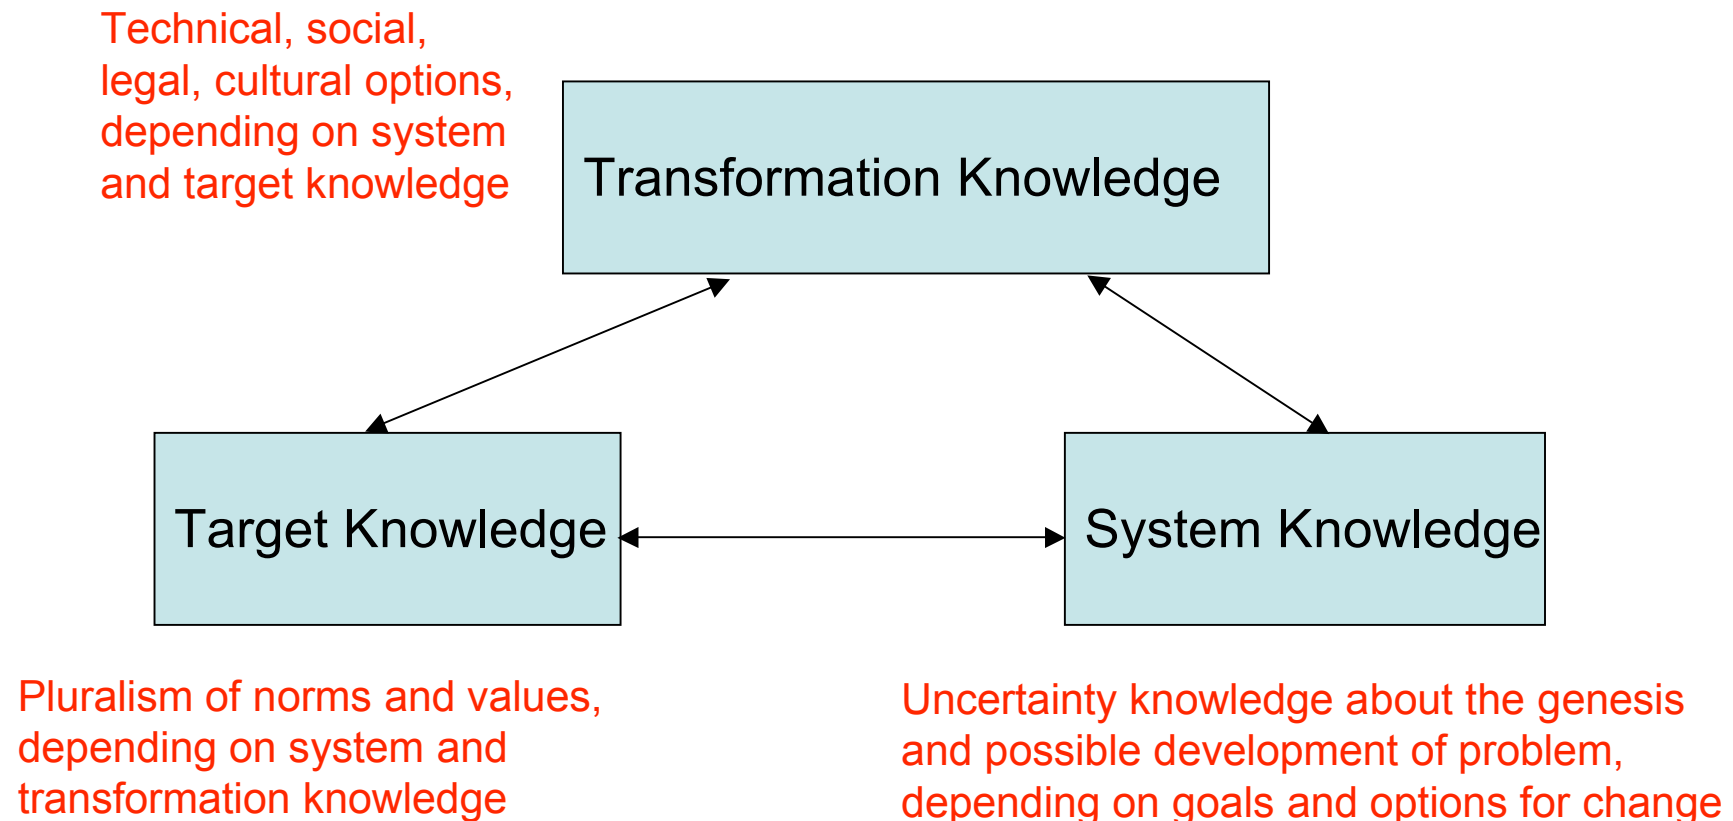 Technical, social,
legal, cultural options,
depending on system
and target knowledge
Transformation Knowledge
Target Knowledge
System Knowledge
Pluralism of norms and values,
depending on system and
transformation knowledge
Uncertainty knowledge about the genesis
and possible development of problem,
depending on goals and options for change